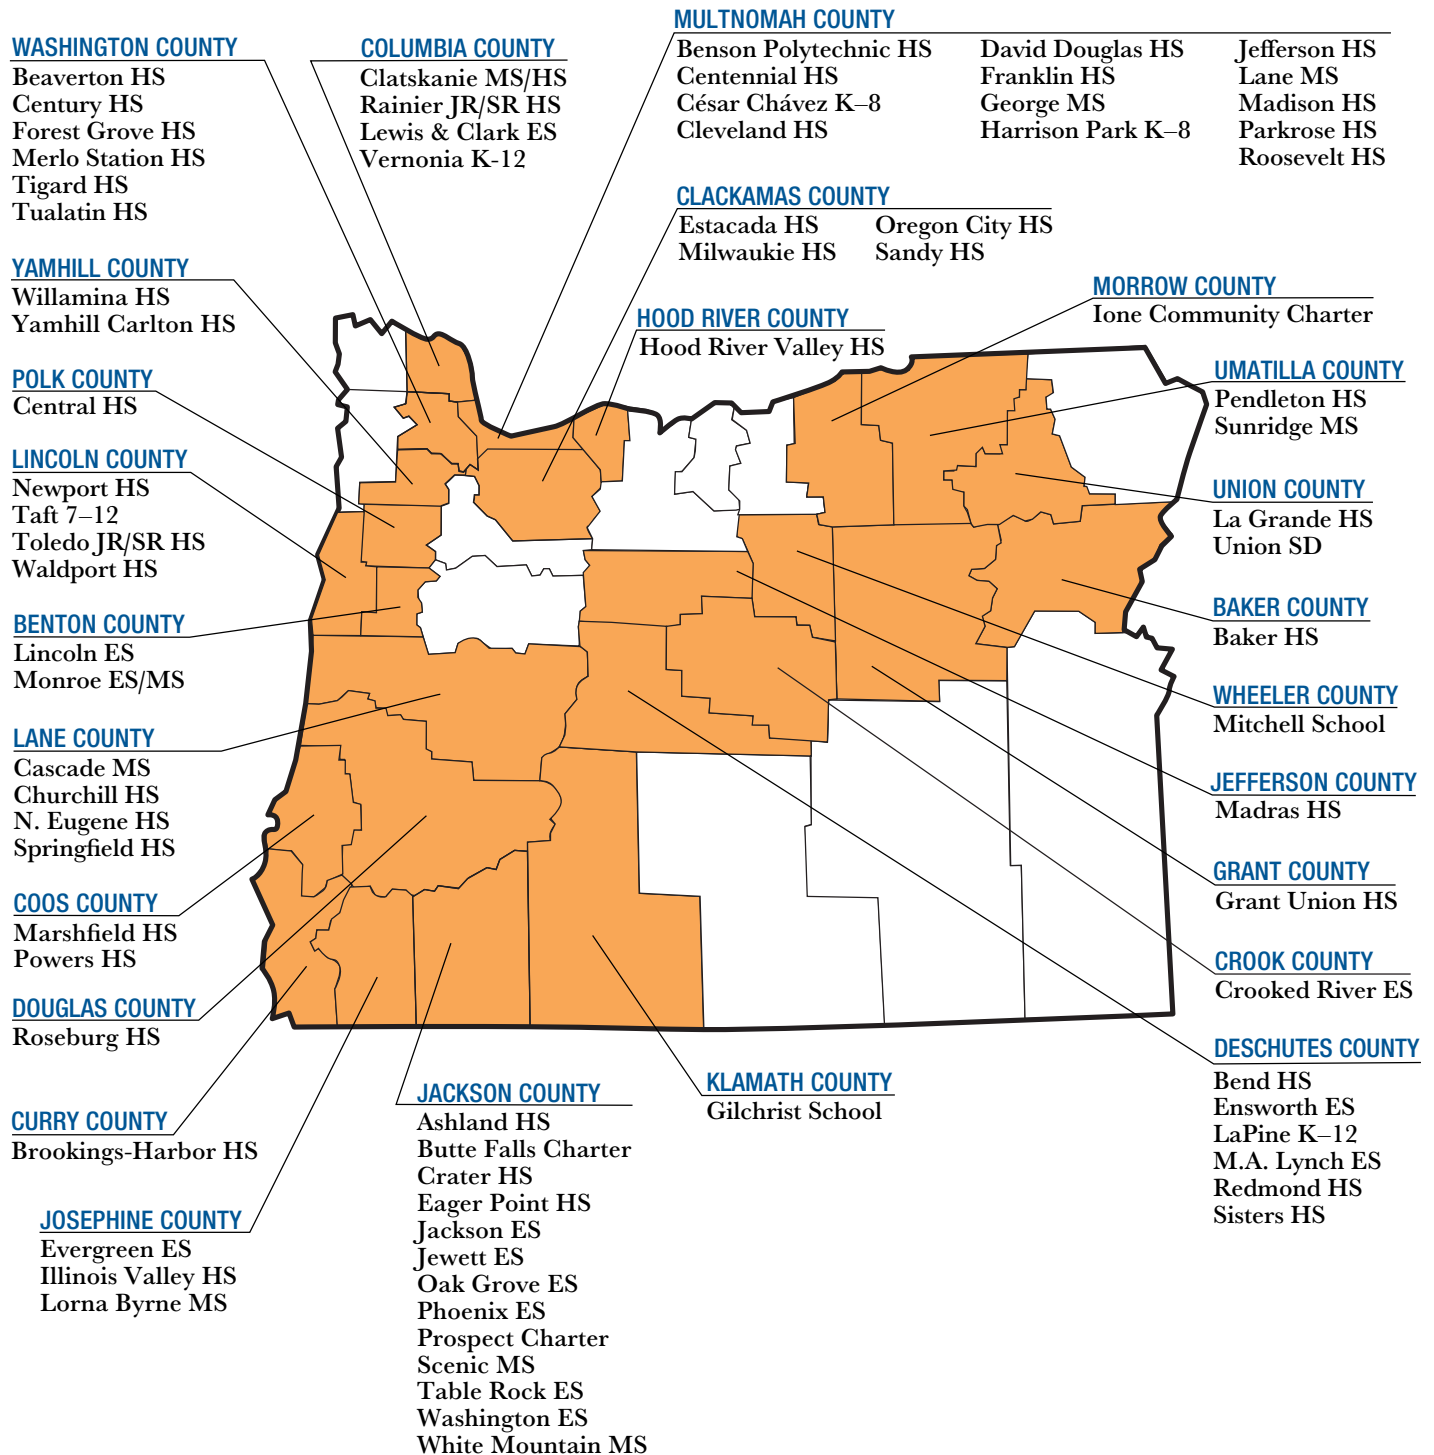 MULTNOMAH COUNTY
Benson Polytechnic HS
Centennial HS
César Chávez K–8
Cleveland HS
David Douglas HS
Franklin HS
George MS
Harrison Park K–8
Jefferson HS
Lane MS
Madison HS
Parkrose HS
Roosevelt HS
WASHINGTON COUNTY
Beaverton HS
Century HS
Forest Grove HS
Merlo Station HS
Tigard HS
Tualatin HS
COLUMBIA COUNTY
Clatskanie MS/HS
Rainier JR/SR HS
Lewis & Clark ES
Vernonia K-12
CLACKAMAS COUNTY
Estacada HS
Milwaukie HS
Oregon City HS
Sandy HS
YAMHILL COUNTY
Willamina HS
Yamhill Carlton HS
HOOD RIVER COUNTY
Hood River Valley HS
MORROW COUNTY
Ione Community Charter
POLK COUNTY
Central HS
UMATILLA COUNTY
Pendleton HS
Sunridge MS
LINCOLN COUNTY
Newport HS
Taft 7–12
Toledo JR/SR HS
Waldport HS
UNION COUNTY
La Grande HS
Union SD
BENTON COUNTY
Lincoln ES
Monroe ES/MS
BAKER COUNTY
Baker HS
WHEELER COUNTY
Mitchell School
LANE COUNTY
Cascade MS
Churchill HS
N. Eugene HS
Springfield HS
JEFFERSON COUNTY
Madras HS
GRANT COUNTY
Grant Union HS
COOS COUNTY
Marshfield HS
Powers HS
CROOK COUNTY
Crooked River ES
DOUGLAS COUNTY
Roseburg HS
DESCHUTES COUNTY
Bend HS
Ensworth ES
LaPine K–12
M.A. Lynch ES
Redmond HS
Sisters HS
CURRY COUNTY
Brookings-Harbor HS
JACKSON COUNTY
Ashland HS
Butte Falls Charter
Crater HS
Eager Point HS
Jackson ES
Jewett ES
Oak Grove ES
Phoenix ES
Prospect Charter
Scenic MS
Table Rock ES
Washington ES
White Mountain MS
KLAMATH COUNTY
Gilchrist School
JOSEPHINE COUNTY
Evergreen ES
Illinois Valley HS
Lorna Byrne MS